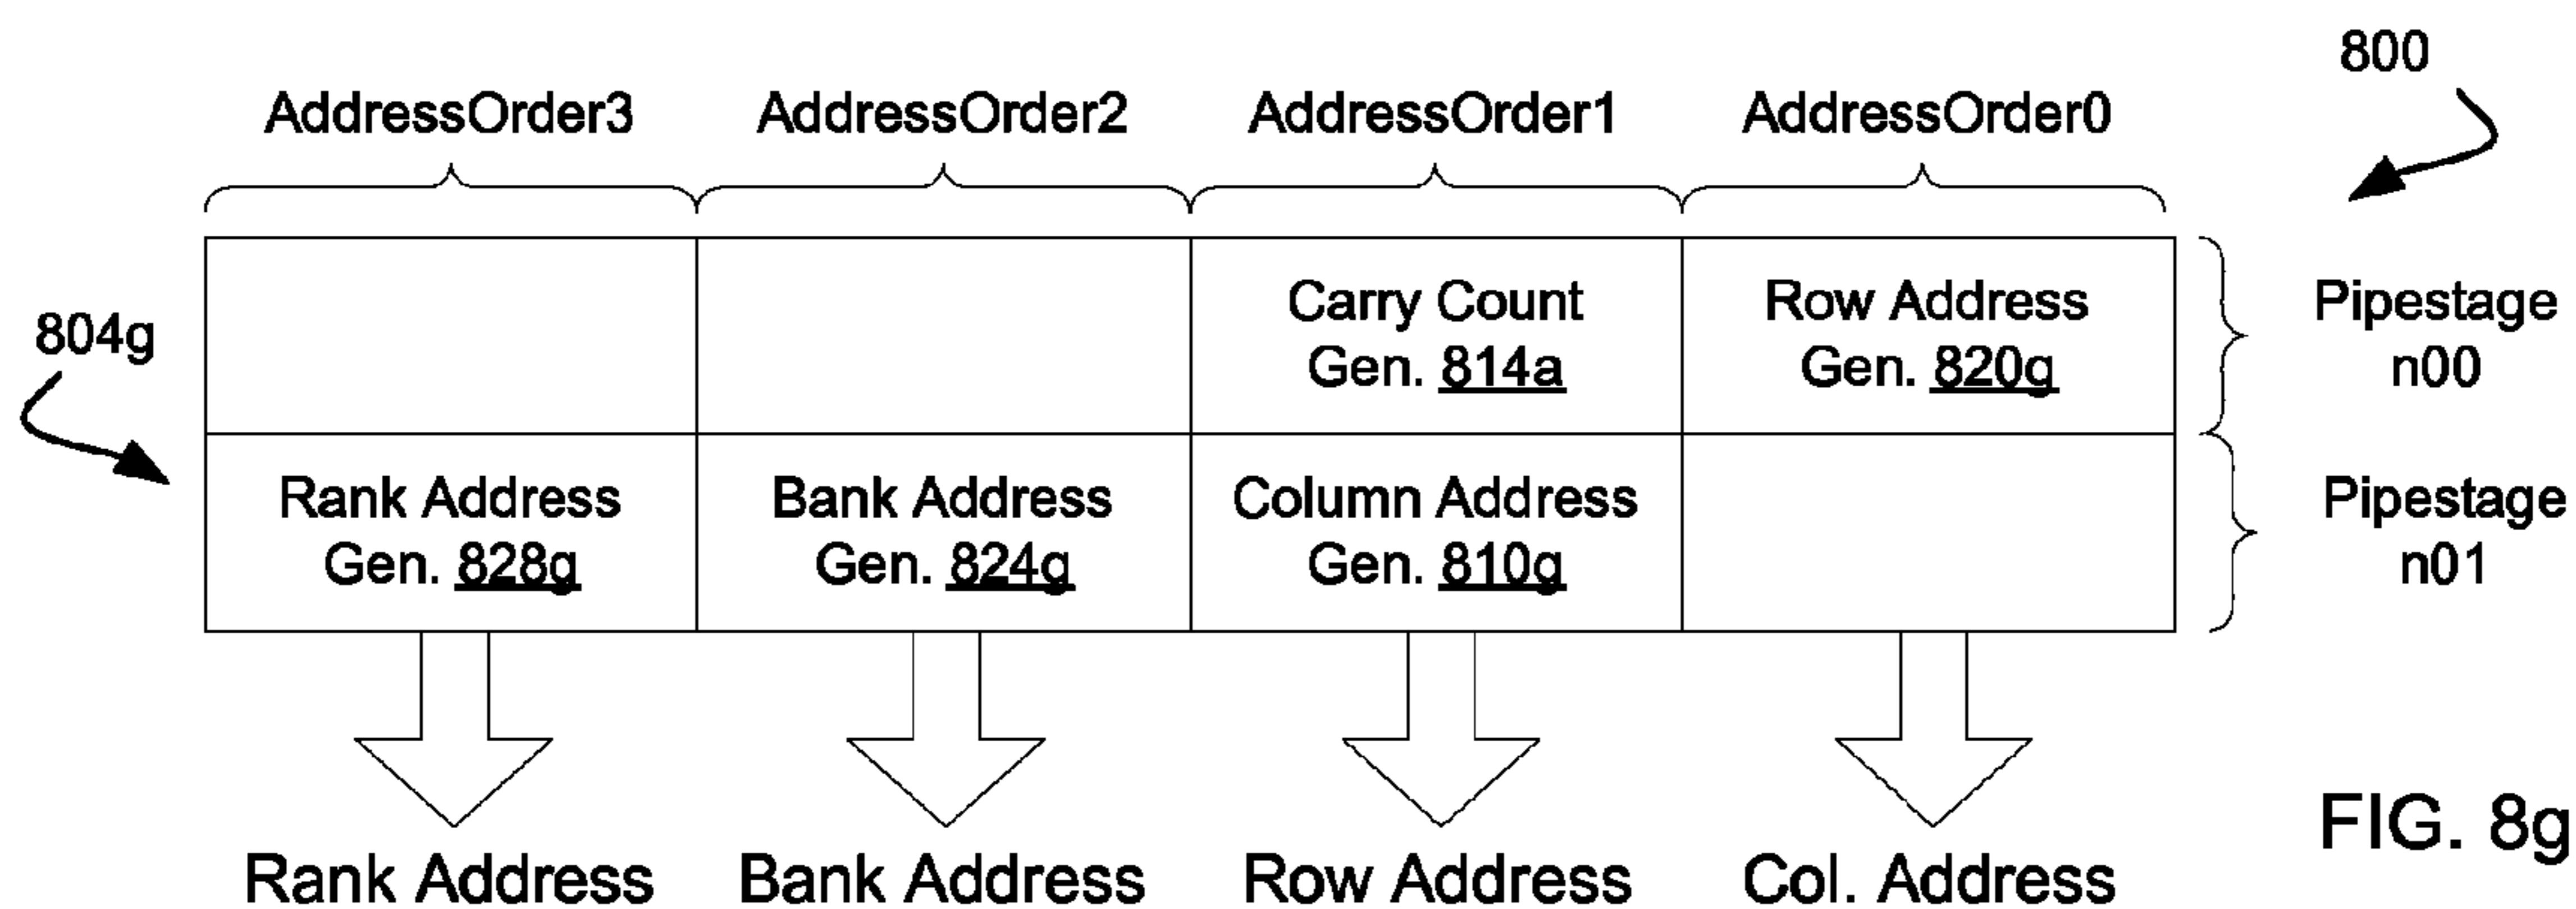 800
AddressOrder3 AddressOrder2 AddressOrder1 AddressOrder0
804g
Carry Count
Gen. 814a
Row Address
Gen. 820g
Pipestage
n00
Rank Address
Gen. 828g
Bank Address
Gen. 824g
Column Address
Gen. 810g
Pipestage
n01
Rank Address Bank Address Row Address Col. Address
FIG. 8g